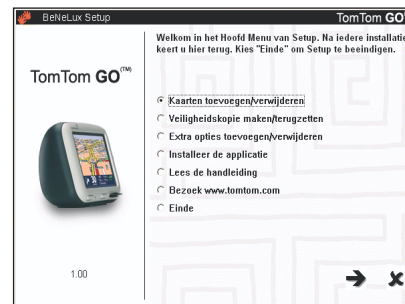 BeNeLux Setup
TomTom GO
Welkom in het Hoofd Menu van Setup. Na iedere installatie
keert u hier terug. Kies "Einde" om Setup te beeindigen.
TomTom GO(TM)
Kaarten toevoegen/verwijderen
Veiligheidskopie maken/terugzetten
Extra opties toevoegen/verwijderen
Installeer de applicatie
Lees de handleiding
Bezoek www.tomtom.com
Einde
1.00